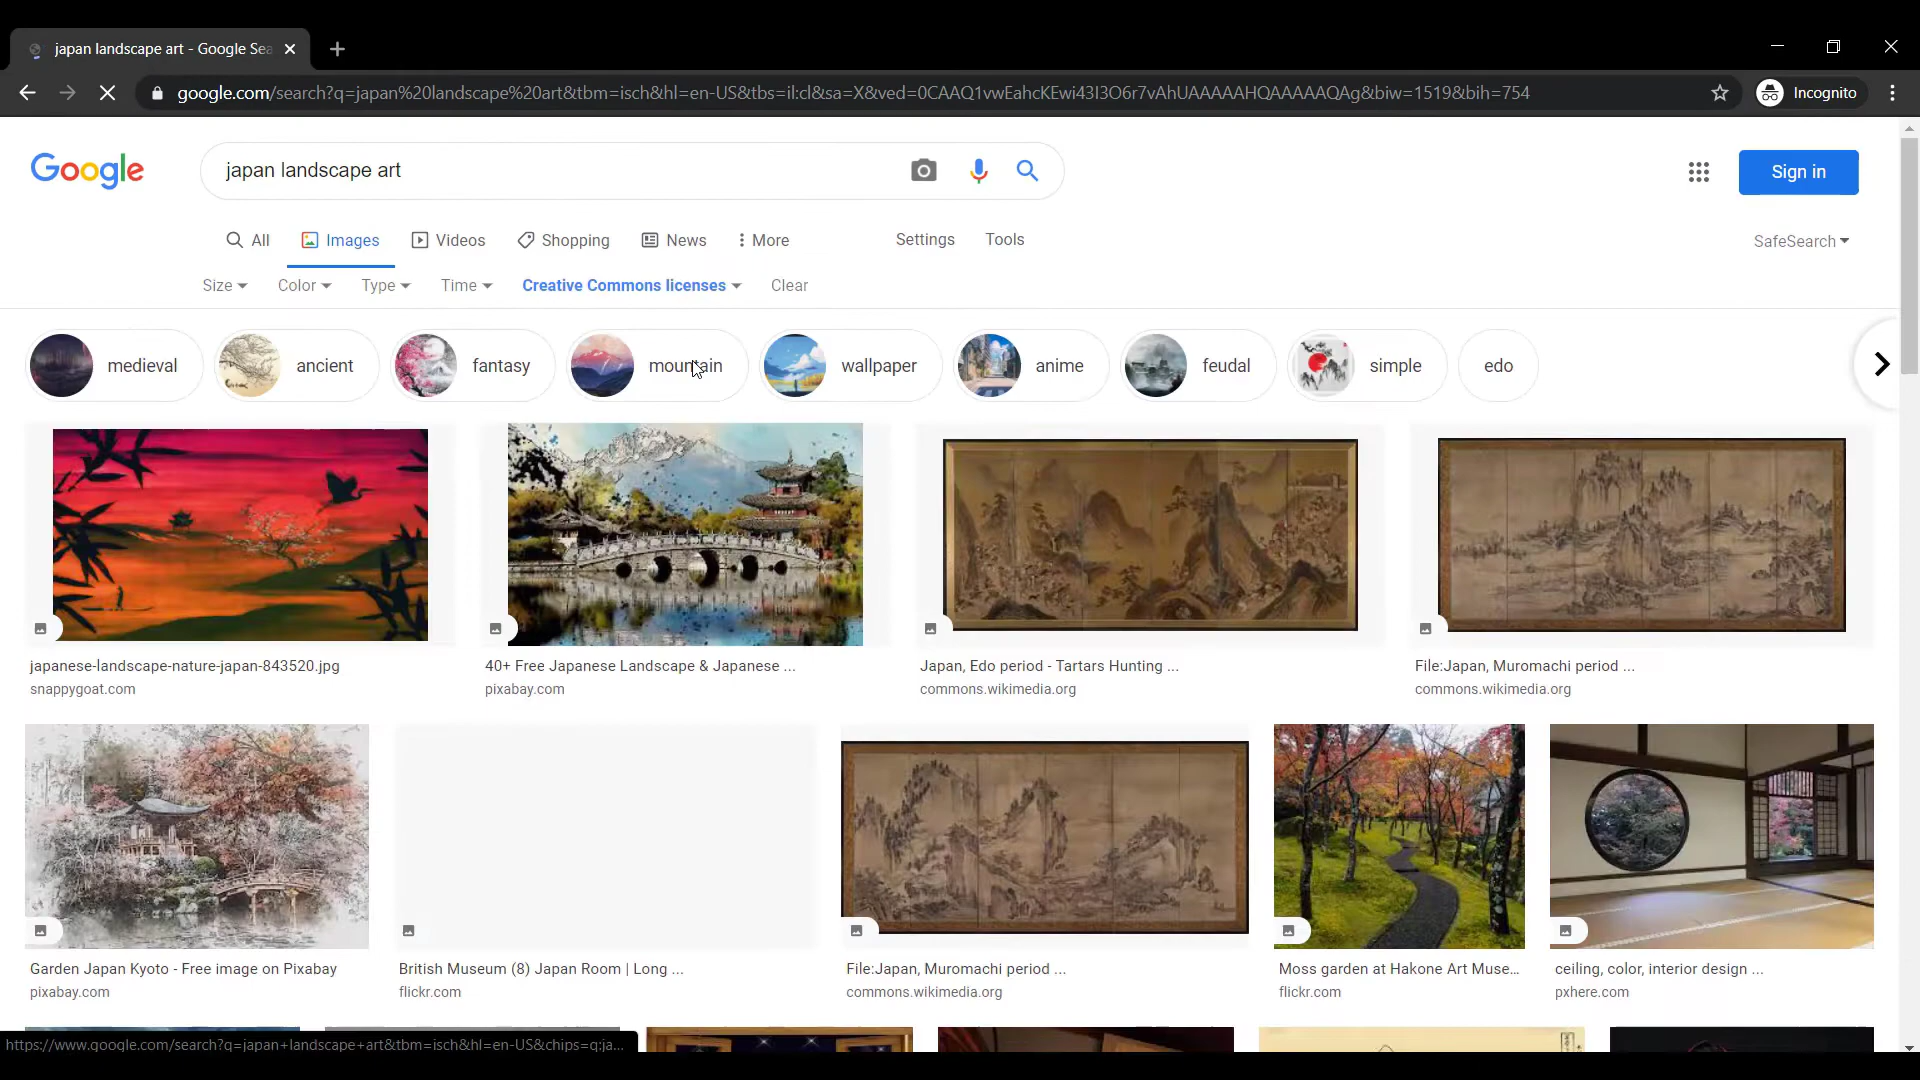 japan landscape art - Google Sea
google.com/search?q=japan%20landscape%20art&tbm=isch&hl=en-US&tbs=il:cl&sa=X&ved=0CAAQ1vwEahcKEwi43I3O6r7vAhUAAAAAHQAAAAAQAg&biw=1519&bih=754
Incognito
Google
japan landscape art
Sign in
All Images Videos Shopping News More Settings Tools
SafeSearch
Size Color Type Time Creative Commons licenses Clear
medieval ancient fantasy mountain wallpaper anime feudal simple edo
japanese-landscape-nature-japan-843520.jpg
snappygoat.com
40+ Free Japanese Landscape & Japanese ...
pixabay.com
Japan, Edo period - Tartars Hunting ...
commons.wikimedia.org
File:Japan, Muromachi period ...
commons.wikimedia.org
Garden Japan Kyoto - Free image on Pixabay
pixabay.com
British Museum (8) Japan Room | Long ...
flickr.com
File:Japan, Muromachi period ...
commons.wikimedia.org
Moss garden at Hakone Art Muse...
flickr.com
ceiling, color, interior design ...
pxhere.com
https://www.google.com/search?q=japan+landscape+art&tbm=isch&hl=en-US&chips=q:ja...